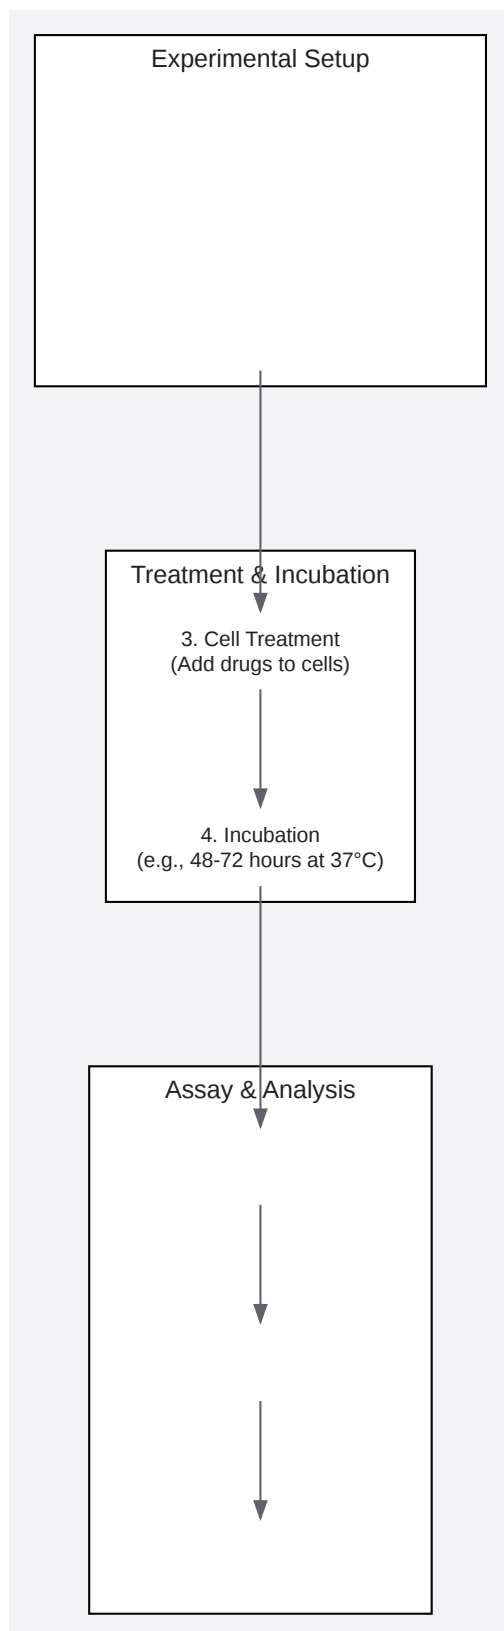 Experimental Setup
Treatment & Incubation
3. Cell Treatment
(Add drugs to cells)
4. Incubation
(e.g., 48-72 hours at 37°C)
Assay & Analysis